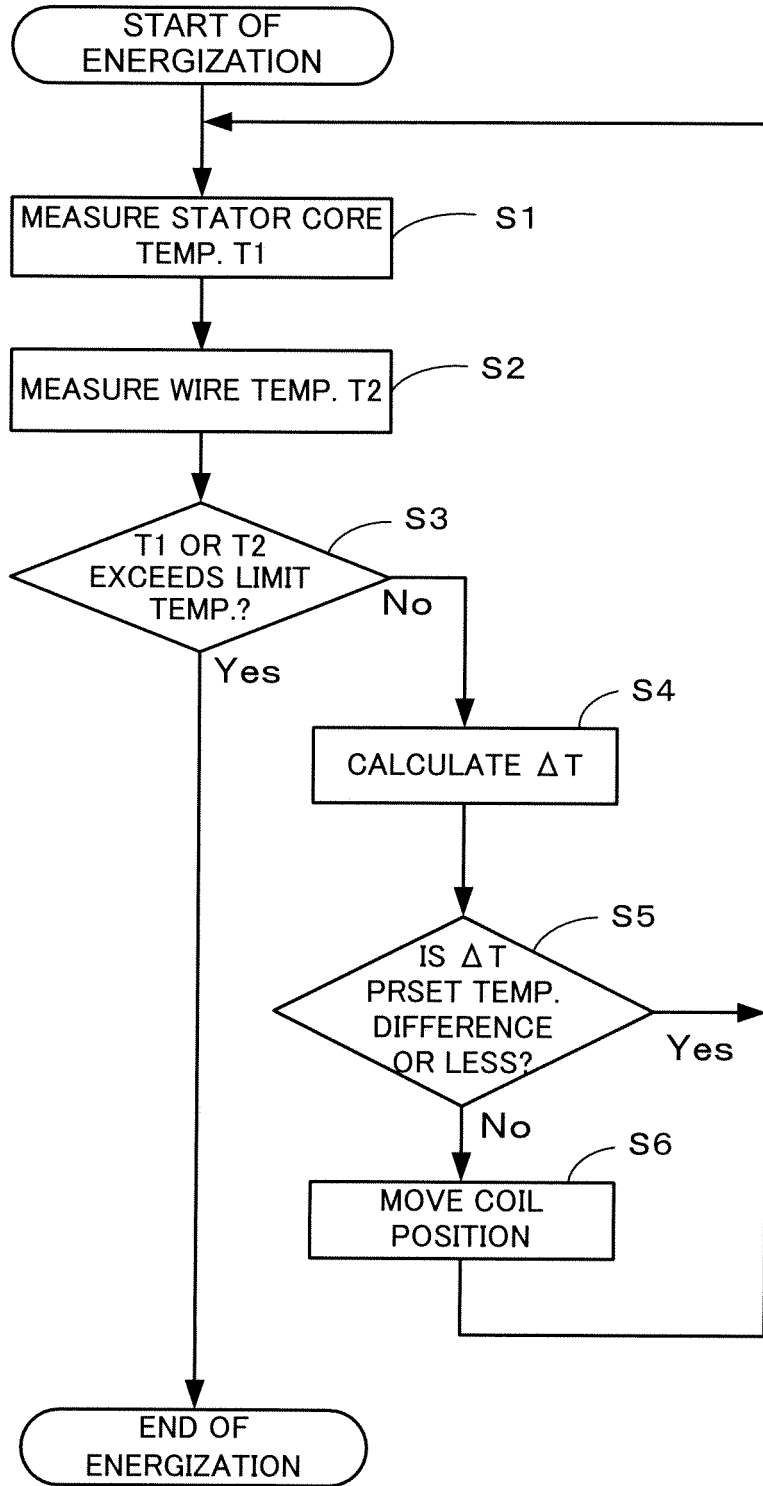 START OF
ENERGIZATION
MEASURE STATOR CORE
TEMP. T1
S1
MEASURE WIRE TEMP. T2
S2
T1 OR T2
EXCEEDS LIMIT
TEMP.?
S3
No
Yes
S4
CALCULATE ΔT
S5
IS ΔT
PRSET TEMP.
DIFFERENCE
OR LESS?
Yes
No
S6
MOVE COIL
POSITION
END OF
ENERGIZATION